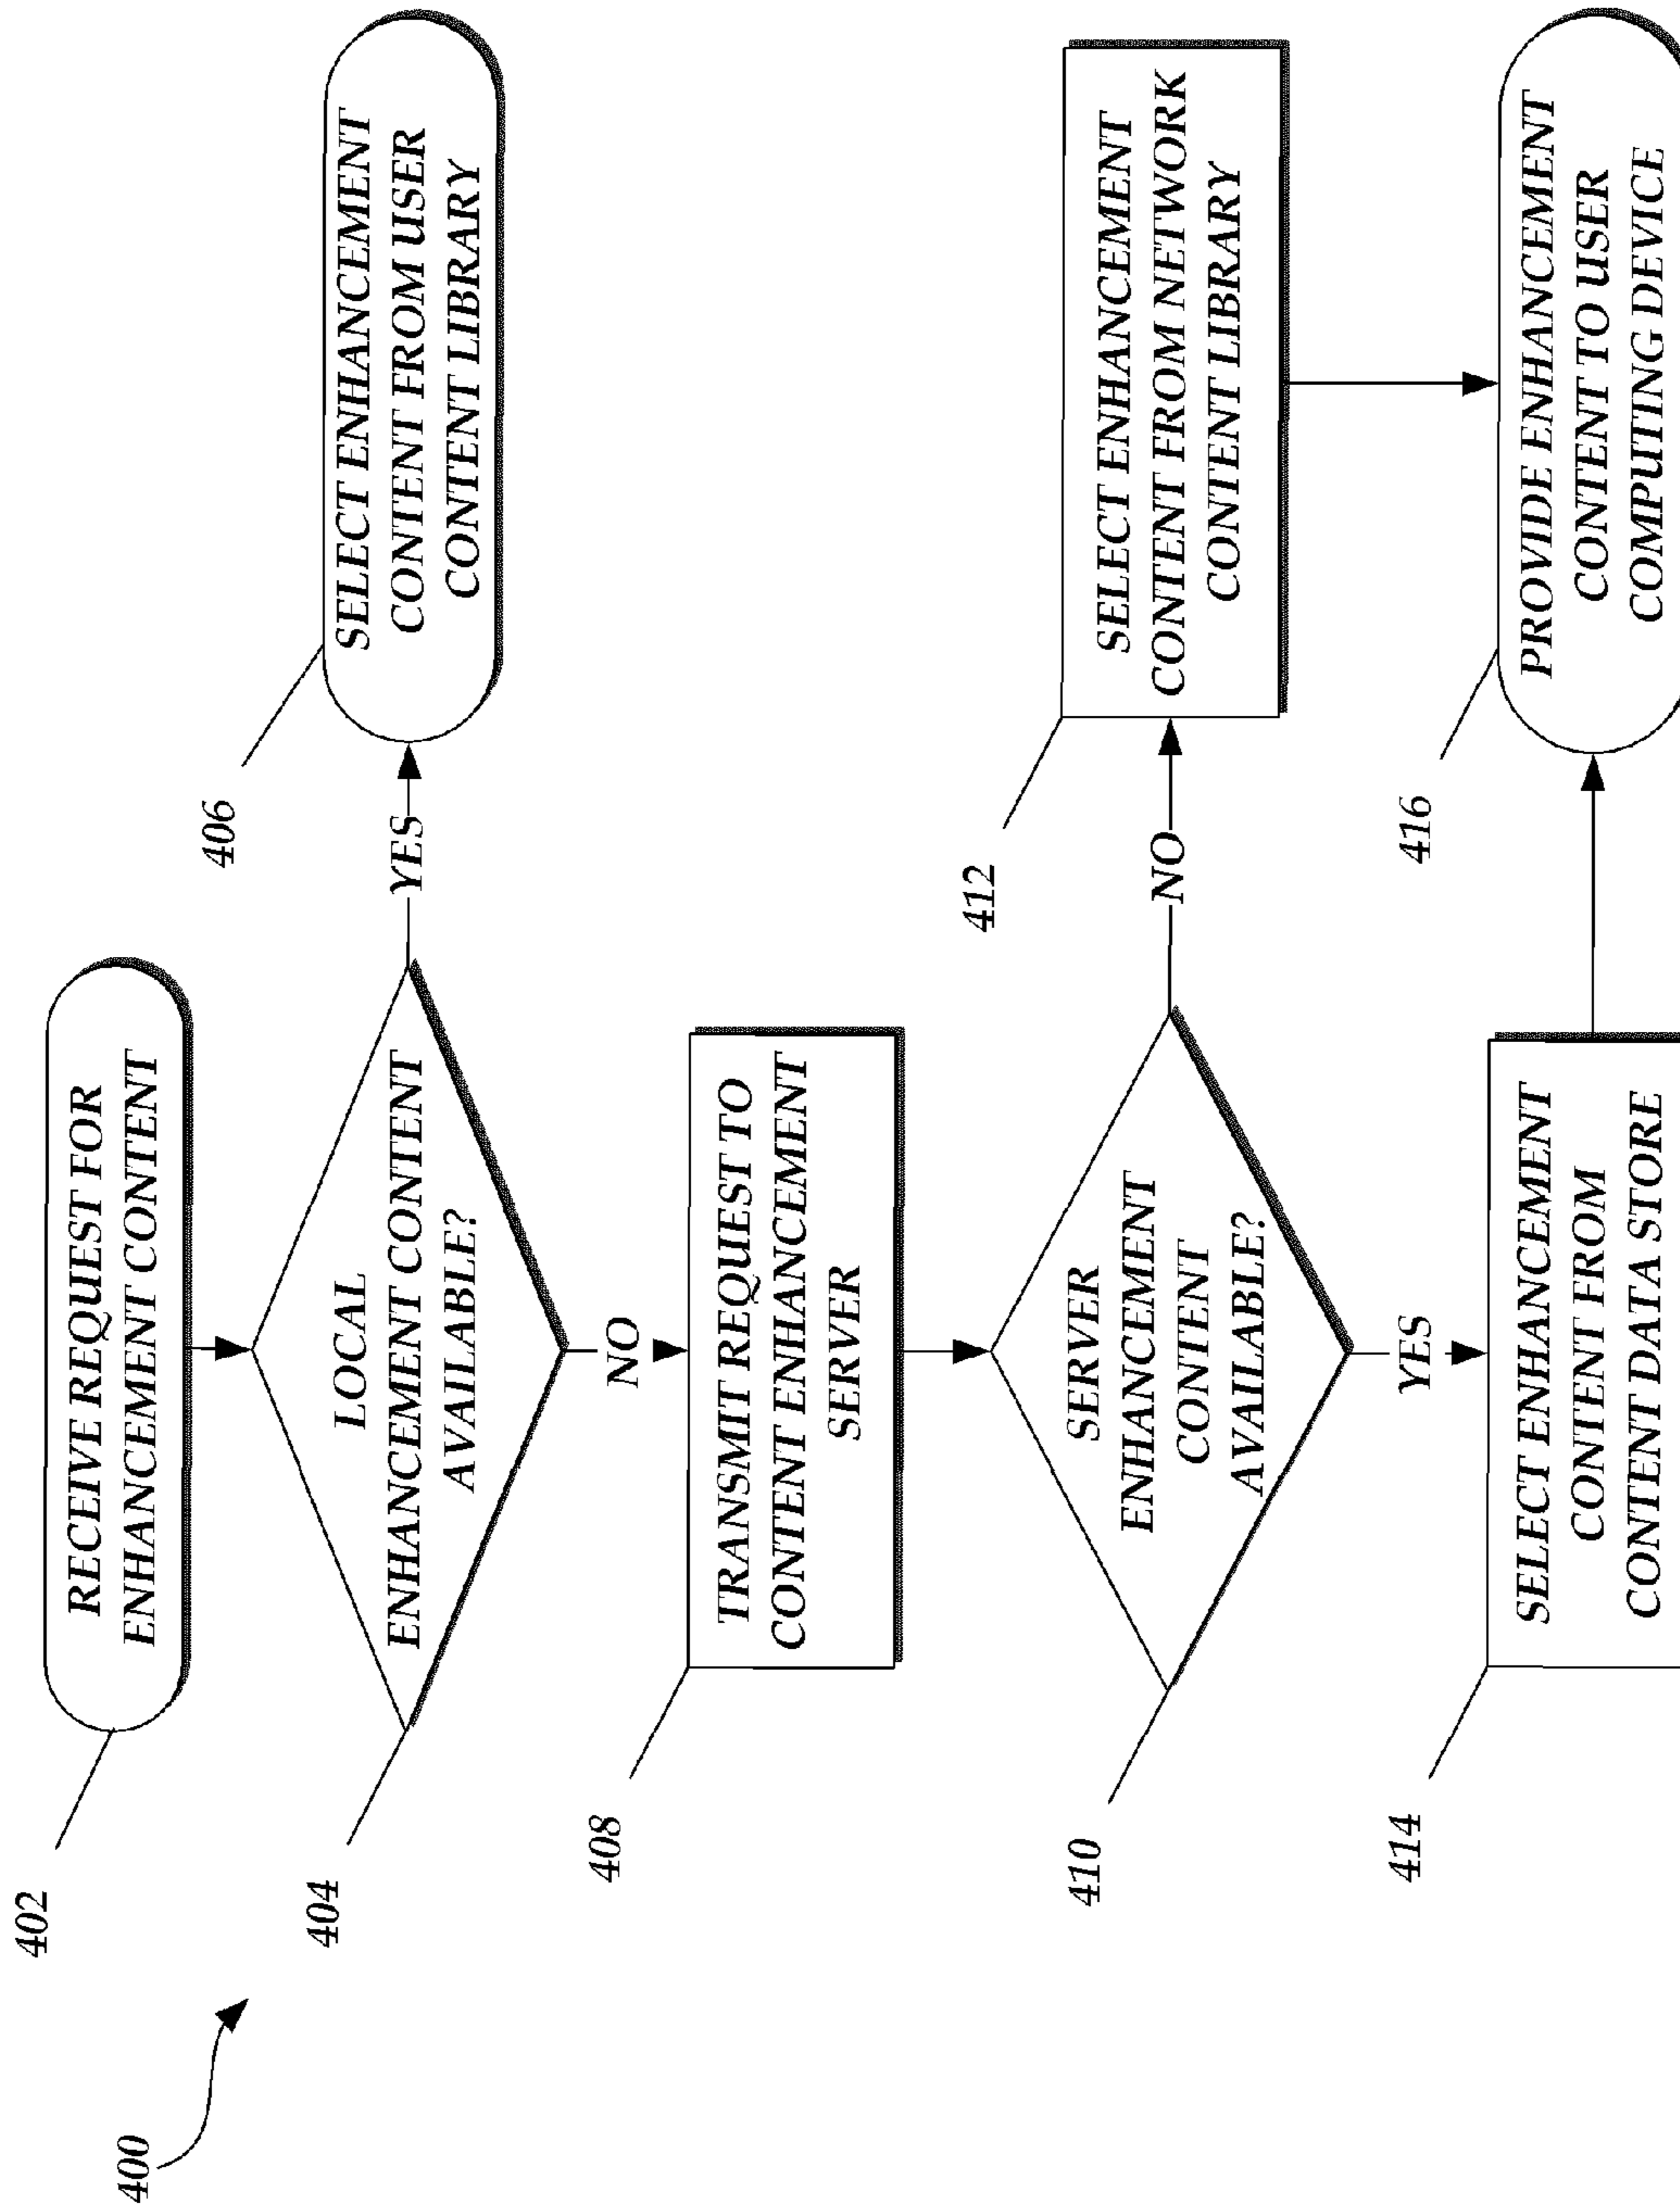 400
402
RECEIVE REQUEST FOR
ENHANCEMENT CONTENT
404
LOCAL
ENHANCEMENT CONTENT
AVAILABLE?
YES
406
SELECT ENHANCEMENT
CONTENT FROM USER
CONTENT LIBRARY
NO
408
TRANSMIT REQUEST TO
CONTENT ENHANCEMENT
SERVER
410
SERVER
ENHANCEMENT
CONTENT
AVAILABLE?
NO
412
SELECT ENHANCEMENT
CONTENT FROM NETWORK
CONTENT LIBRARY
YES
414
SELECT ENHANCEMENT
CONTENT FROM
CONTENT DATA STORE
416
PROVIDE ENHANCEMENT
CONTENT TO USER
COMPUTING DEVICE